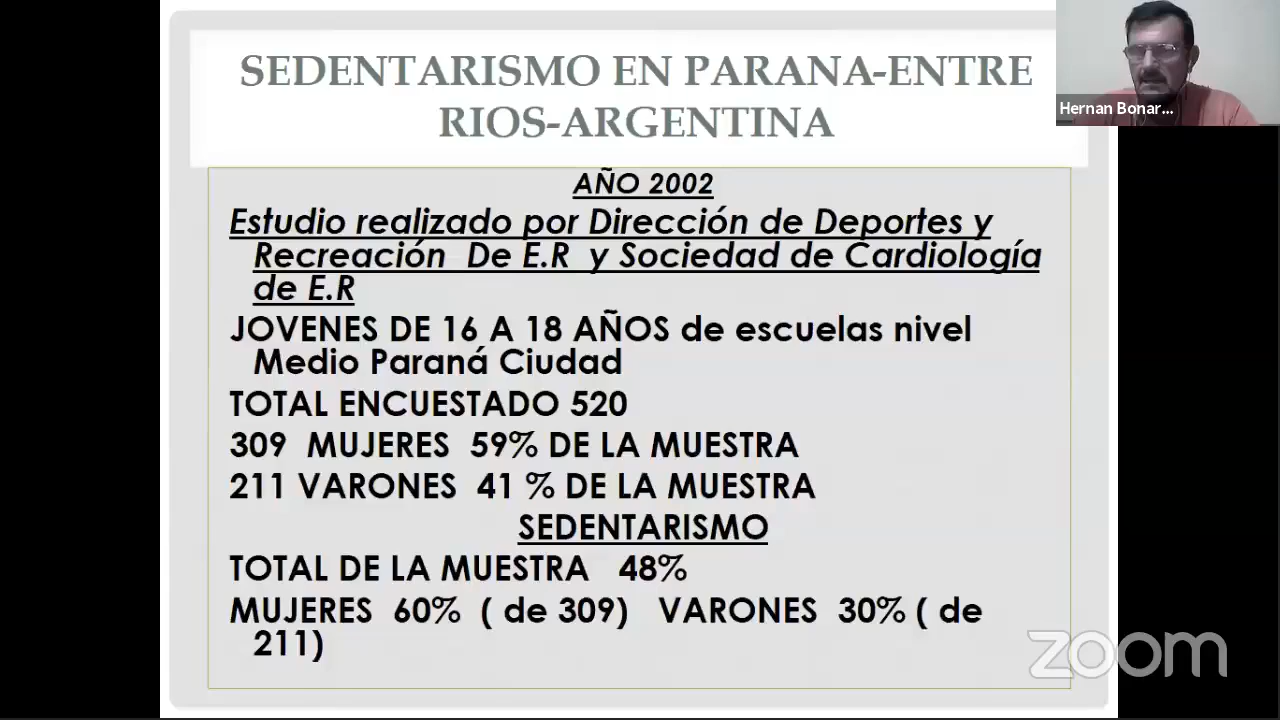 SEDENTARISMO EN PARANA-ENTRE
RIOS-ARGENTINA
Hernan Bonar...
AÑO 2002
Estudio realizado por Dirección de Deportes y
Recreación De E.R y Sociedad de Cardiología
de E.R
JOVENES DE 16 A 18 AÑOS de escuelas nivel
Medio Paraná Ciudad
TOTAL ENCUESTADO 520
309 MUJERES 59% DE LA MUESTRA
211 VARONES 41 % DE LA MUESTRA
SEDENTARISMO
TOTAL DE LA MUESTRA 48%
MUJERES 60% ( de 309) VARONES 30% ( de
211)
zoom